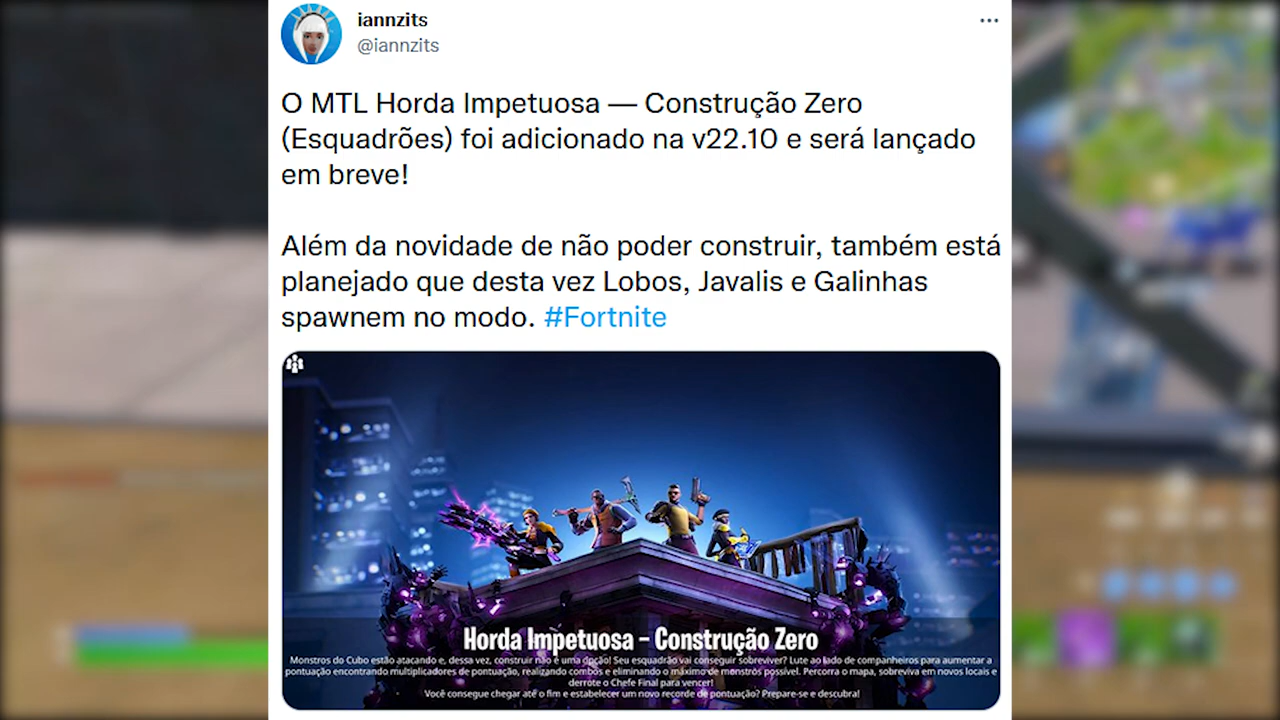 iannzits
@iannzits
O MTL Horda Impetuosa — Construção Zero
(Esquadrões) foi adicionado na v22.10 e será lançado
em breve!
Além da novidade de não poder construir, também está
planejado que desta vez Lobos, Javalis e Galinhas
spawnem no modo. #Fortnite
Horda Impetuosa – Construção Zero
Monstros do Cubo estão atacando e, dessa vez, construir não é uma opção! Seu esquadrão vai conseguir sobreviver? Lute ao lado de companheiros para aumentar a
pontuação encontrando multiplicadores de pontuação, realizando combos e eliminando o máximo de monstros possível. Percorra o mapa, sobreviva em novos locais e
derrote o Chefe Final para vencer!
Você consegue chegar até o fim e estabelecer um novo recorde de pontuação? Prepare-se e descubra!